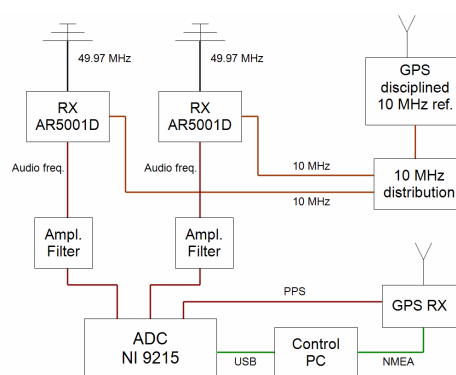 49.97 MHz
49.97 MHz
GPS
disciplined
10 MHz ref.
RX
AR5001D
RX
AR5001D
Audio freq.
Audio freq.
10 MHz
10 MHz
10 MHz
distribution
Ampl.
Filter
Ampl.
Filter
PPS
GPS RX
ADC
NI 9215
USB
Control
PC
NMEA